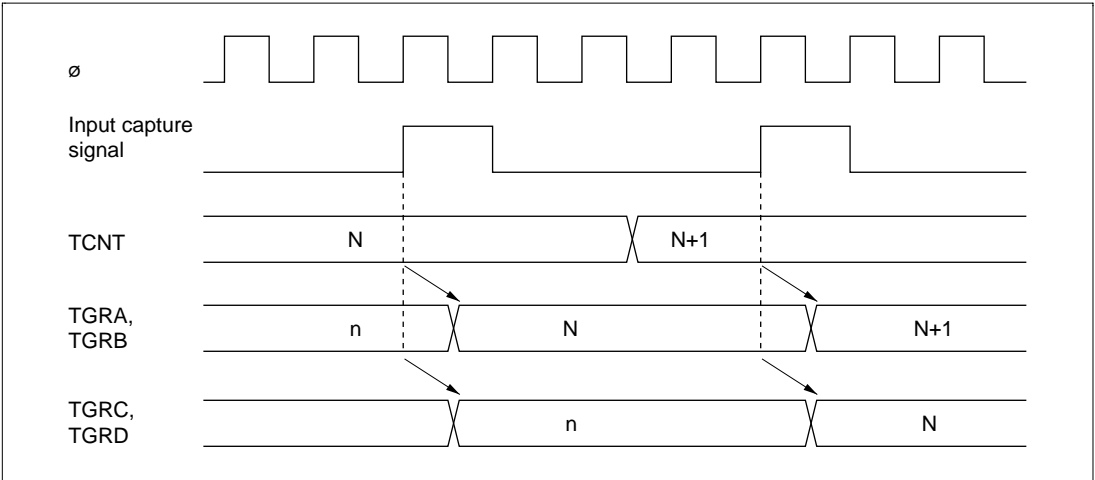 ø
Input capture
signal
TCNT
N
N+1
TGRA,
TGRB
n
N
N+1
TGRC,
TGRD
n
N